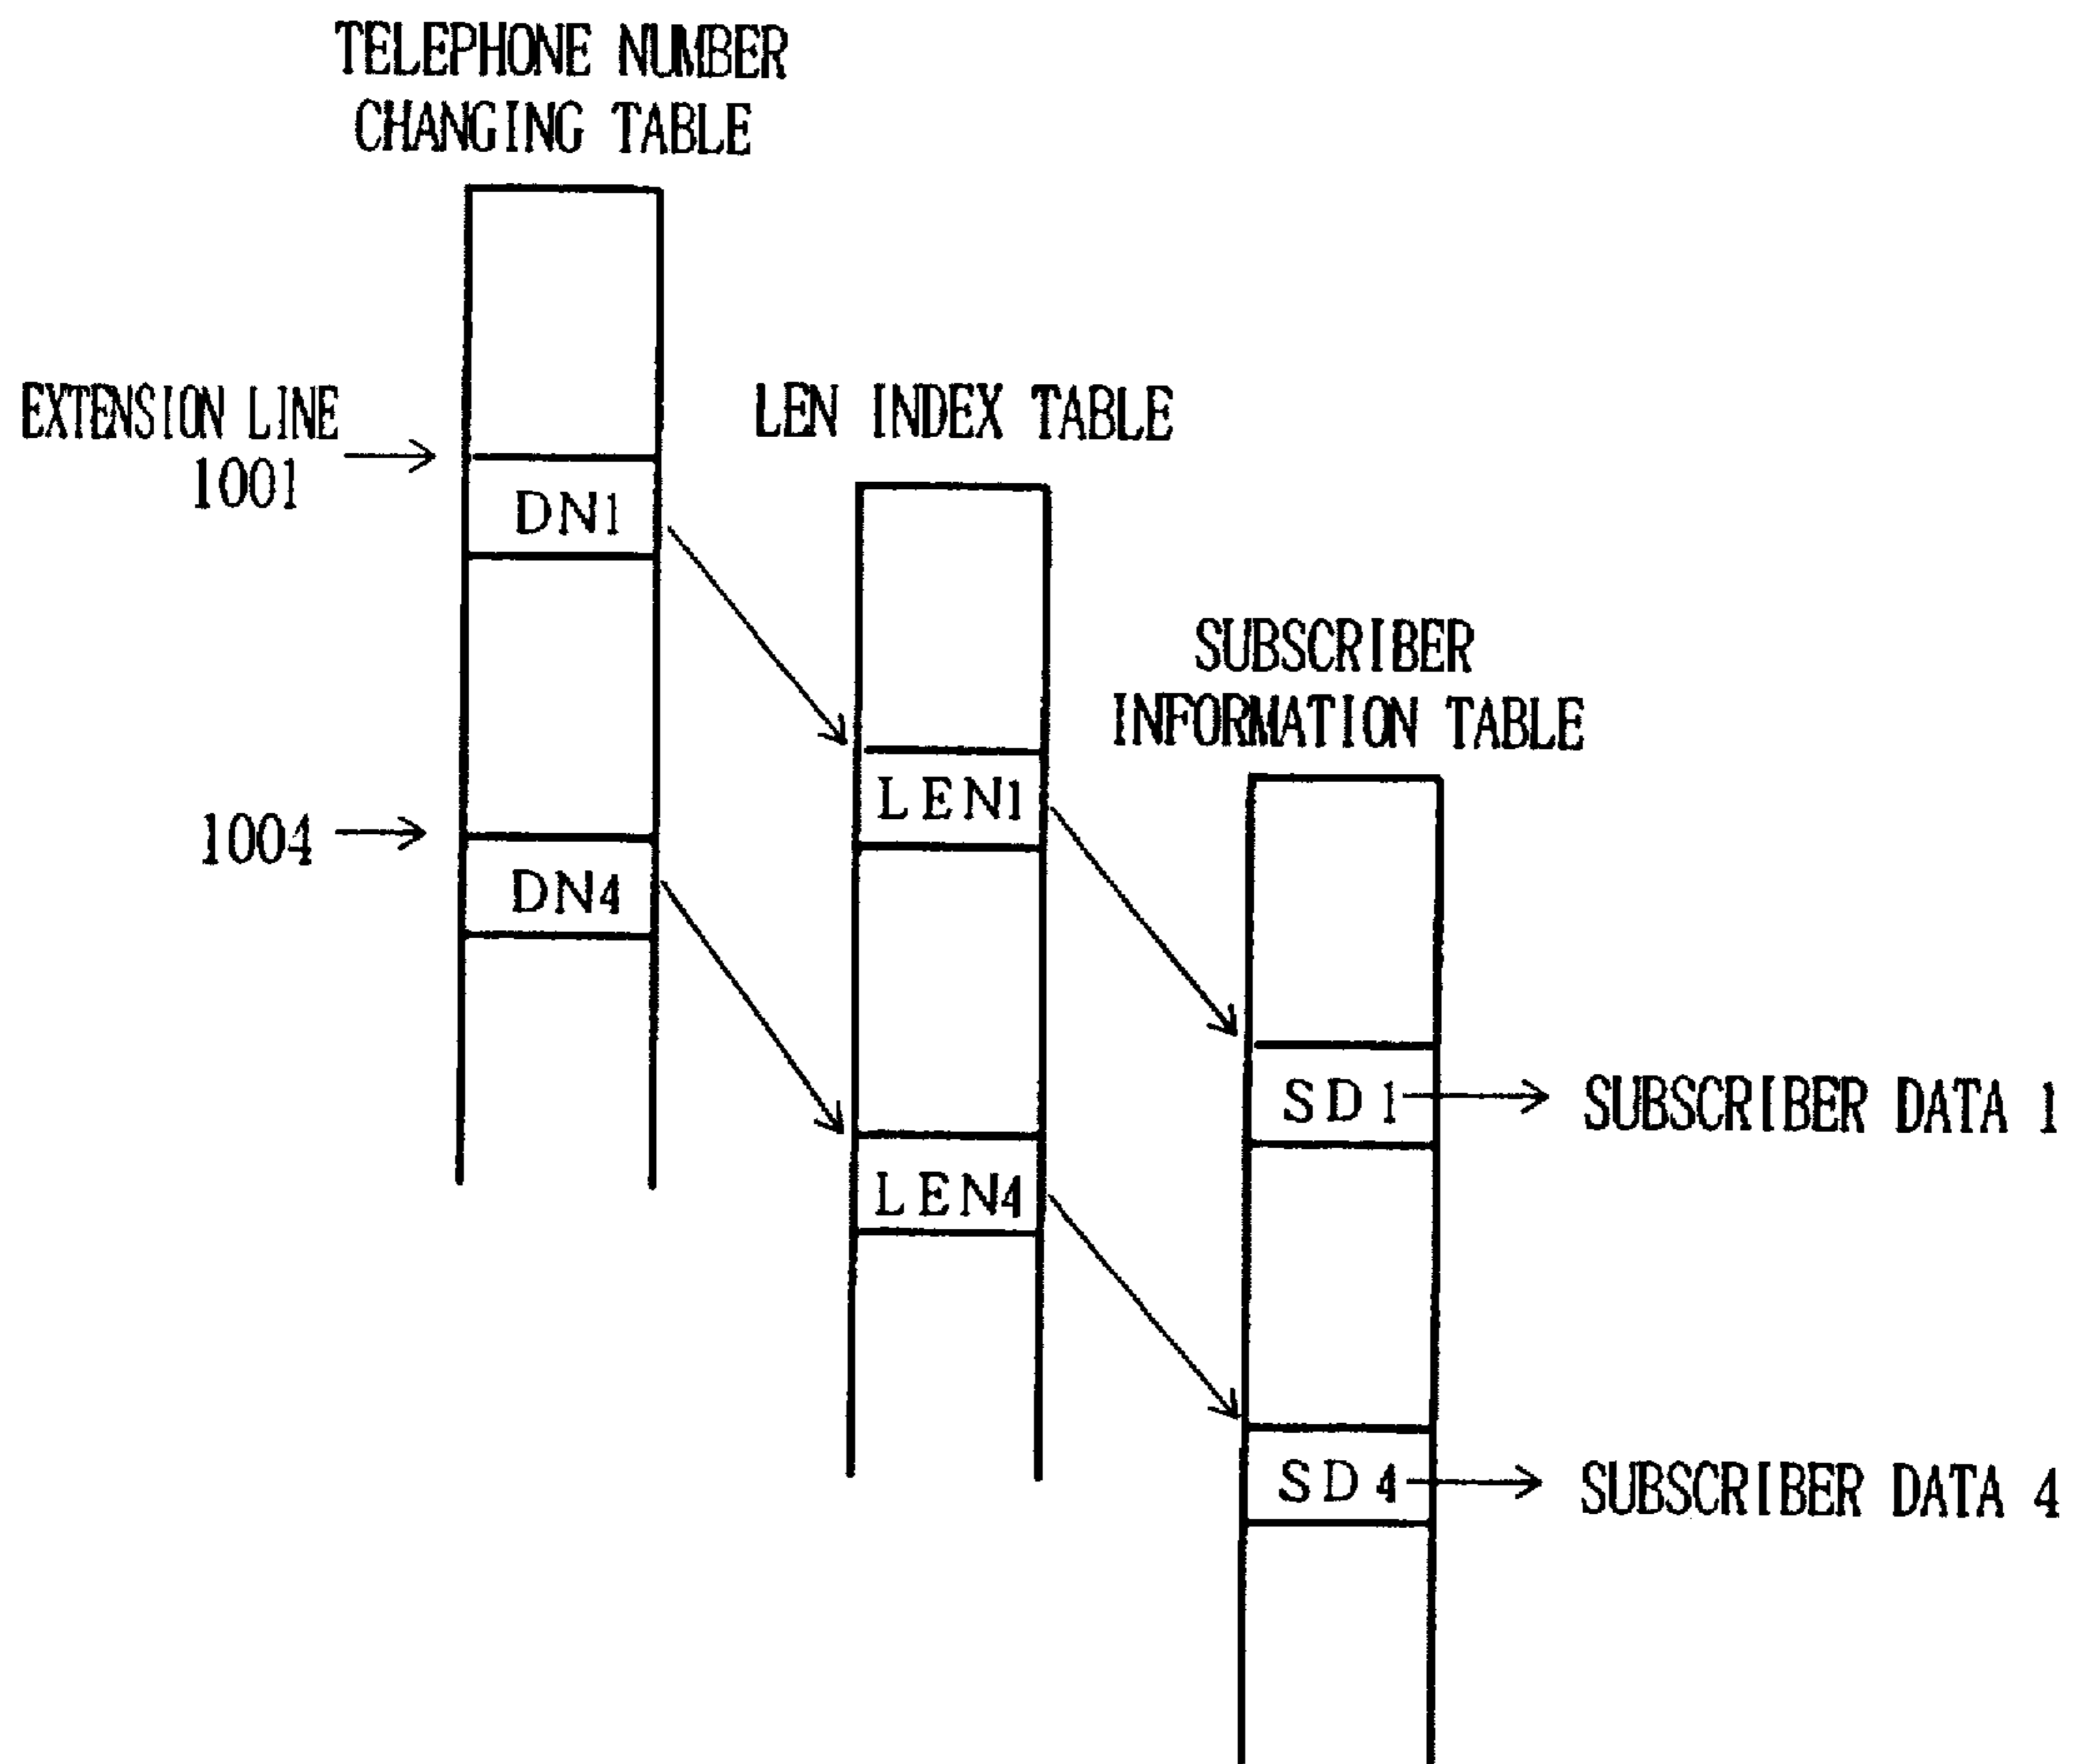 TELEPHONE NUMBER
CHANGING TABLE
EXTENSION LINE
1001
DN1
LEN INDEX TABLE
SUBSCRIBER
INFORMATION TABLE
LEN1
1004
DN4
SD1
SUBSCRIBER DATA 1
LEN4
SD4
SUBSCRIBER DATA 4